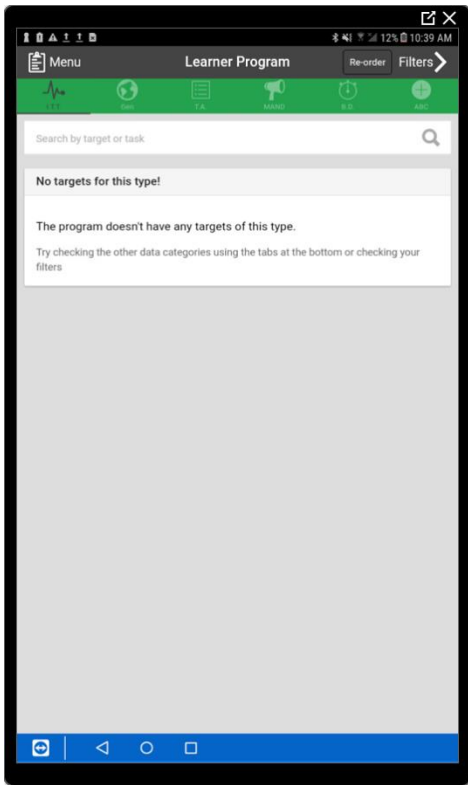 12% 10:39 AM
Menu
Learner Program
Re-order
Filters
I.T.T.
Gen
T.A.
MAND
B.D.
ABC
Search by target or task
No targets for this type!
The program doesn't have any targets of this type.
Try checking the other data categories using the tabs at the bottom or checking your
filters